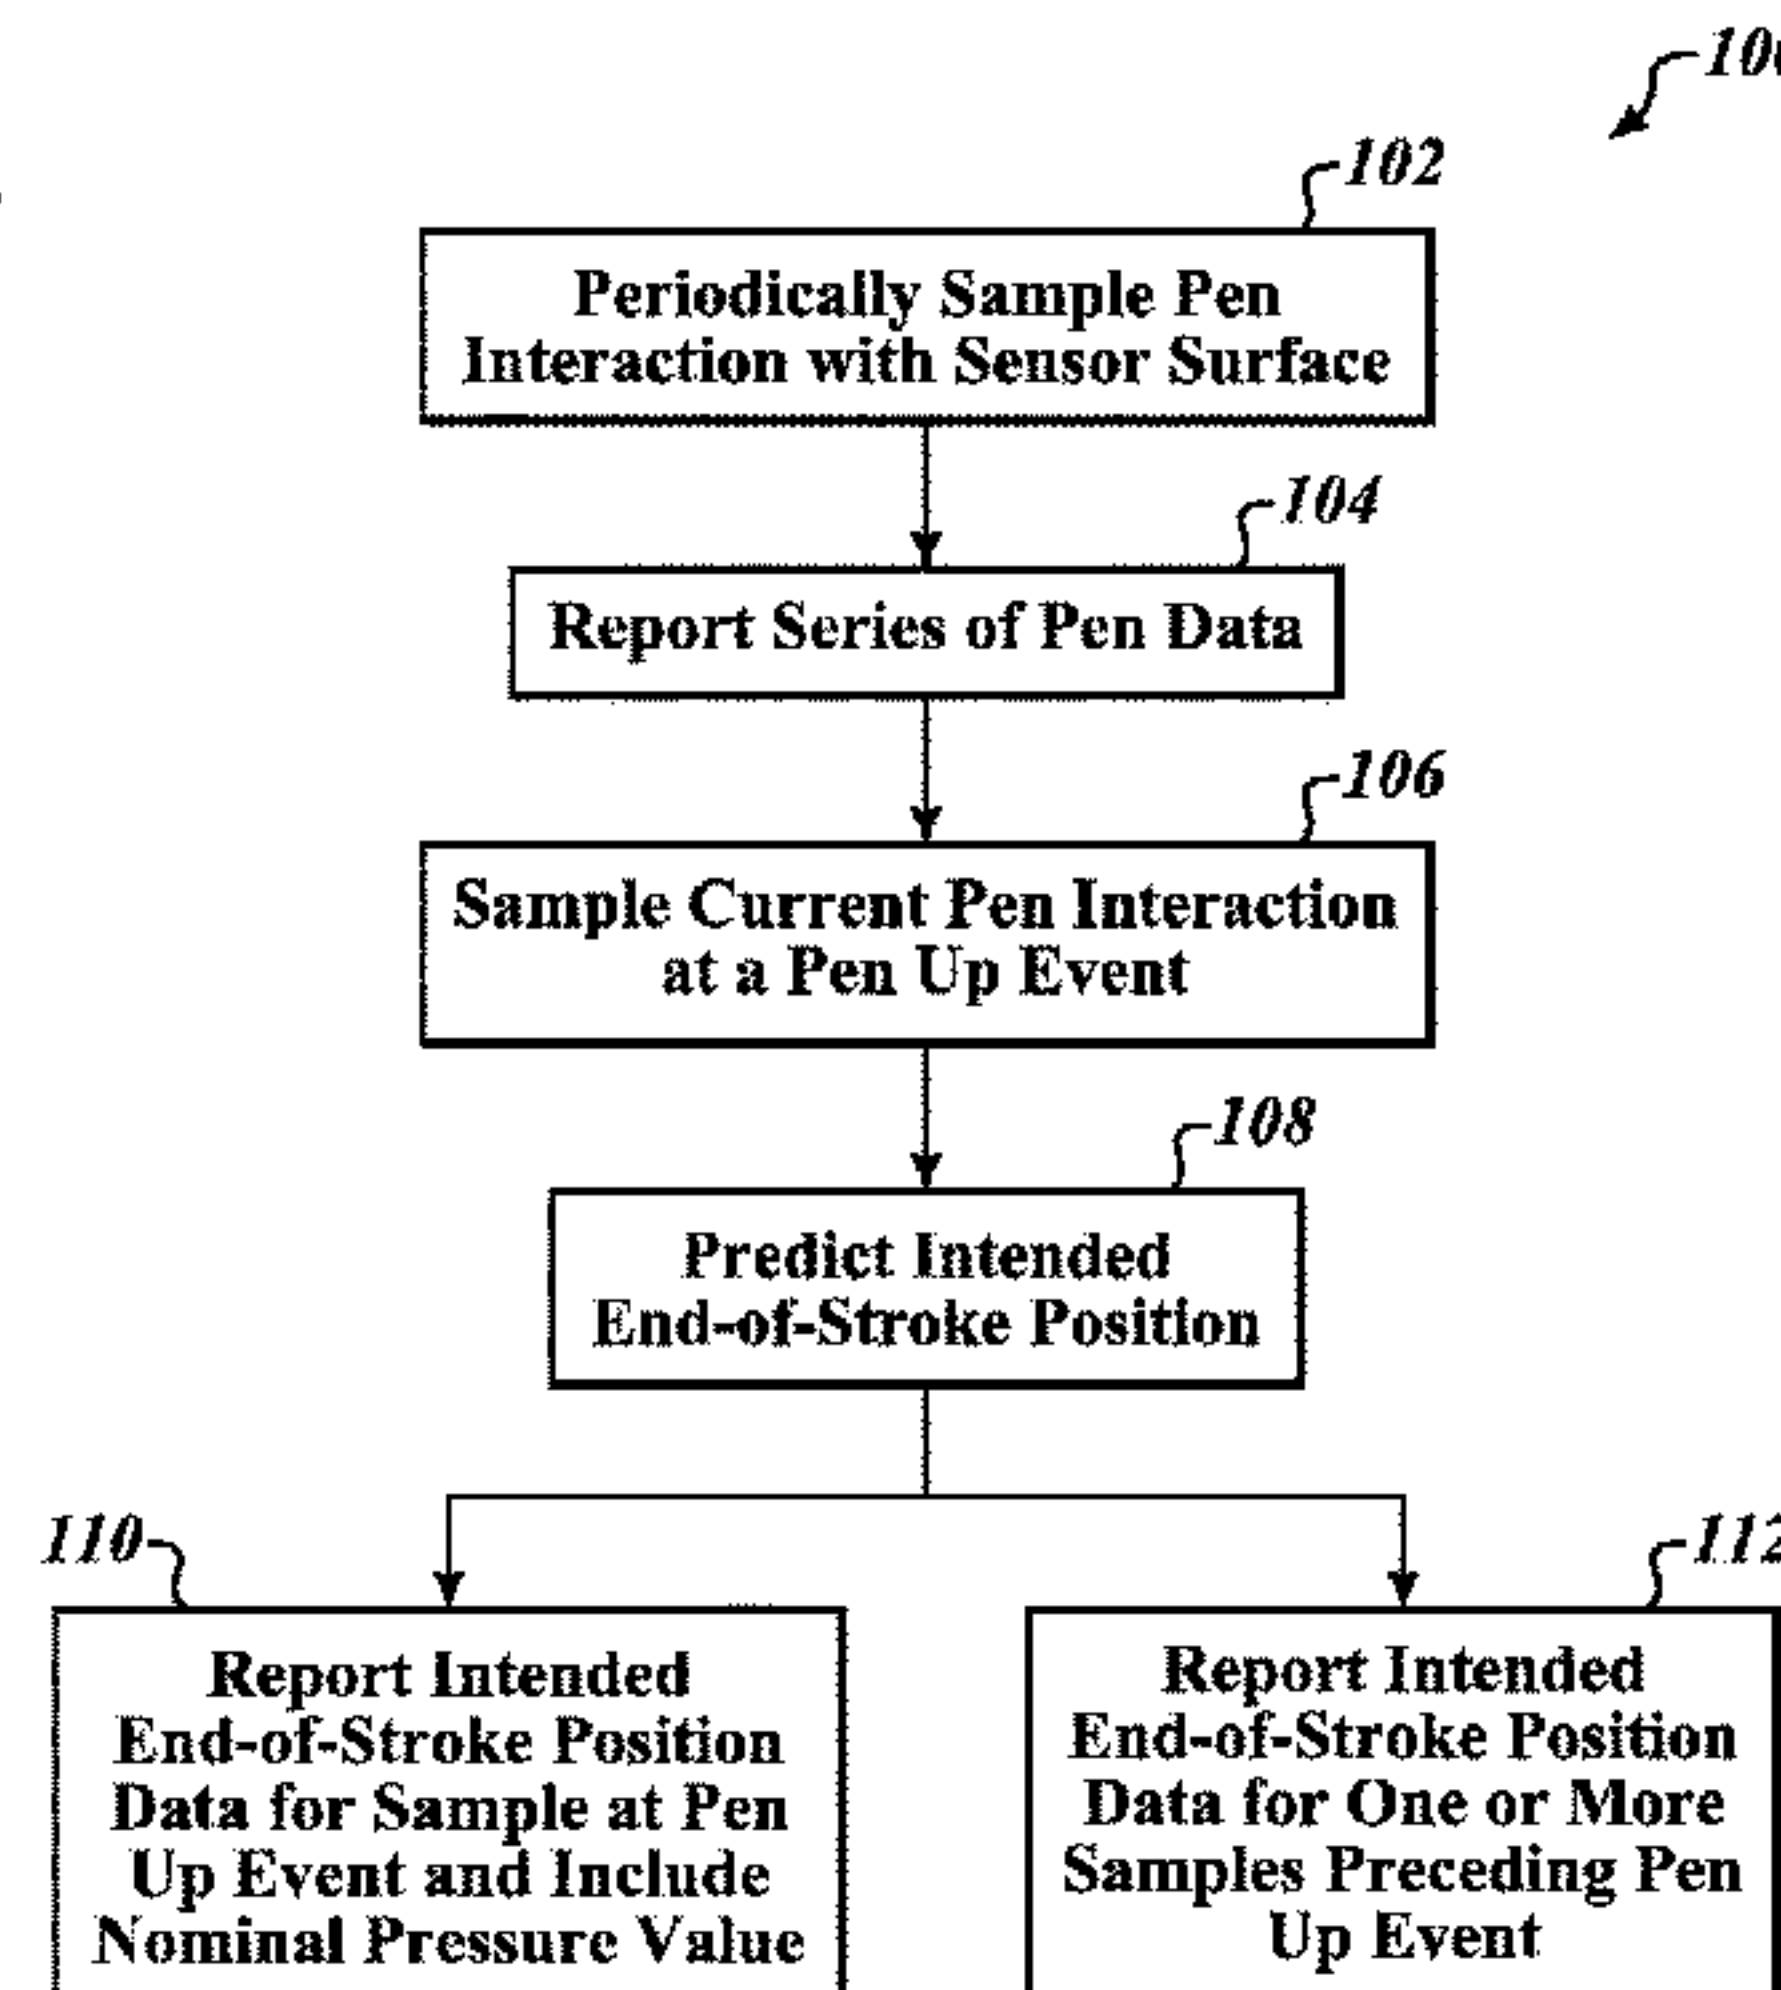 102
Periodically Sample Pen
Interaction with Sensor Surface
104
Report Series of Pen Data
106
Sample Current Pen Interaction
at a Pen Up Event
108
Predict Intended
End-of-Stroke Position
110
Report Intended
End-of-Stroke Position
Data for Sample at Pen
Up Event and Include
Nominal Pressure Value
112
Report Intended
End-of-Stroke Position
Data for One or More
Samples Preceding Pen
Up Event